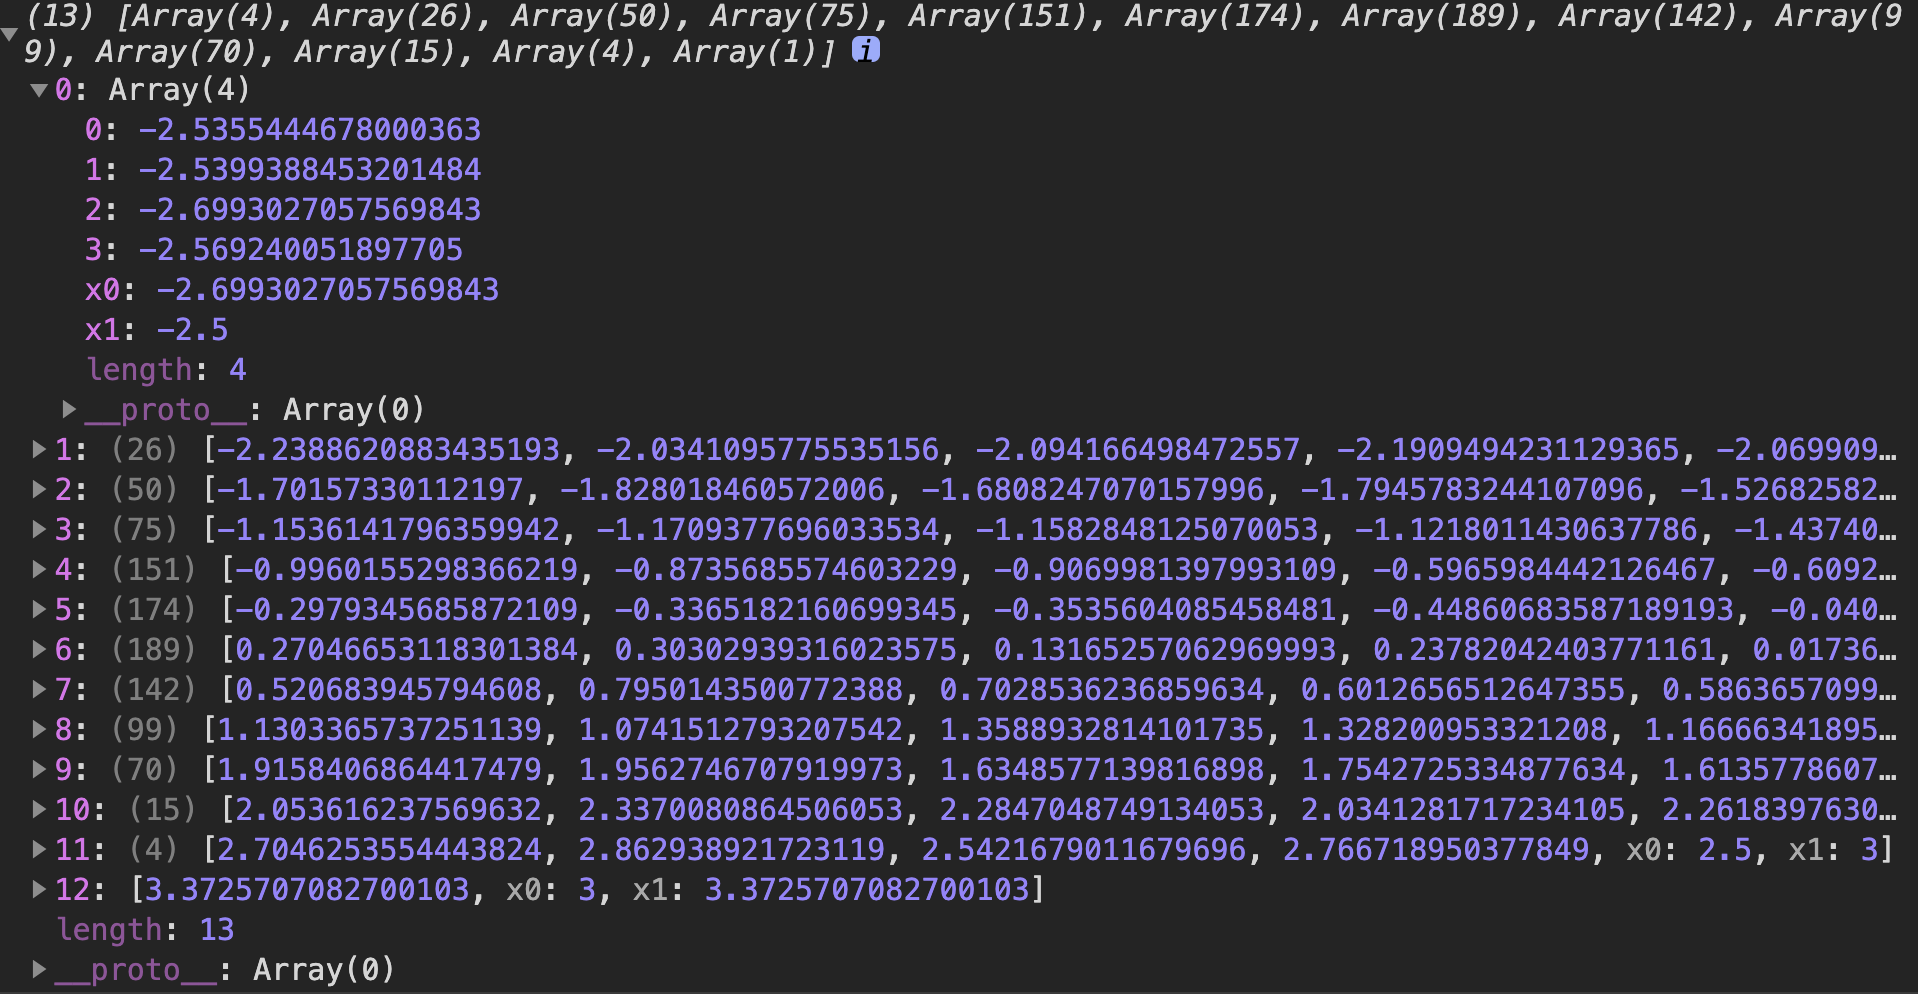 (13) [Array(4), Array(26), Array(50), Array(75), Array(151), Array(174), Array(189), Array(142), Array(9
9), Array(70), Array(15), Array(4), Array(1)] i
0: Array(4)
0: -2.5355444678000363
1: -2.5399388453201484
2: -2.6993027057569843
3: -2.569240051897705
x0: -2.6993027057569843
x1: -2.5
length: 4
__proto__: Array(0)
1: (26) [-2.2388620883435193, -2.0341095775535156, -2.094166498472557, -2.1909494231129365, -2.069909…
2: (50) [-1.70157330112197, -1.828018460572006, -1.6808247070157996, -1.7945783244107096, -1.52682582…
3: (75) [-1.1536141796359942, -1.1709377696033534, -1.1582848125070053, -1.1218011430637786, -1.43740…
4: (151) [-0.9960155298366219, -0.8735685574603229, -0.9069981397993109, -0.5965984442126467, -0.6092…
5: (174) [-0.2979345685872109, -0.3365182160699345, -0.3535604085458481, -0.44860683587189193, -0.040…
6: (189) [0.27046653118301384, 0.30302939316023575, 0.13165257062969993, 0.23782042403771161, 0.01736…
7: (142) [0.520683945794608, 0.7950143500772388, 0.7028536236859634, 0.6012656512647355, 0.5863657099…
8: (99) [1.1303365737251139, 1.0741512793207542, 1.3588932814101735, 1.328200953321208, 1.16666341895…
9: (70) [1.9158406864417479, 1.9562746707919973, 1.6348577139816898, 1.7542725334877634, 1.6135778607…
10: (15) [2.053616237569632, 2.3370080864506053, 2.2847048749134053, 2.0341281717234105, 2.2618397630…
11: (4) [2.7046253554443824, 2.862938921723119, 2.5421679011679696, 2.766718950377849, x0: 2.5, x1: 3]
12: [3.3725707082700103, x0: 3, x1: 3.3725707082700103]
length: 13
__proto__: Array(0)